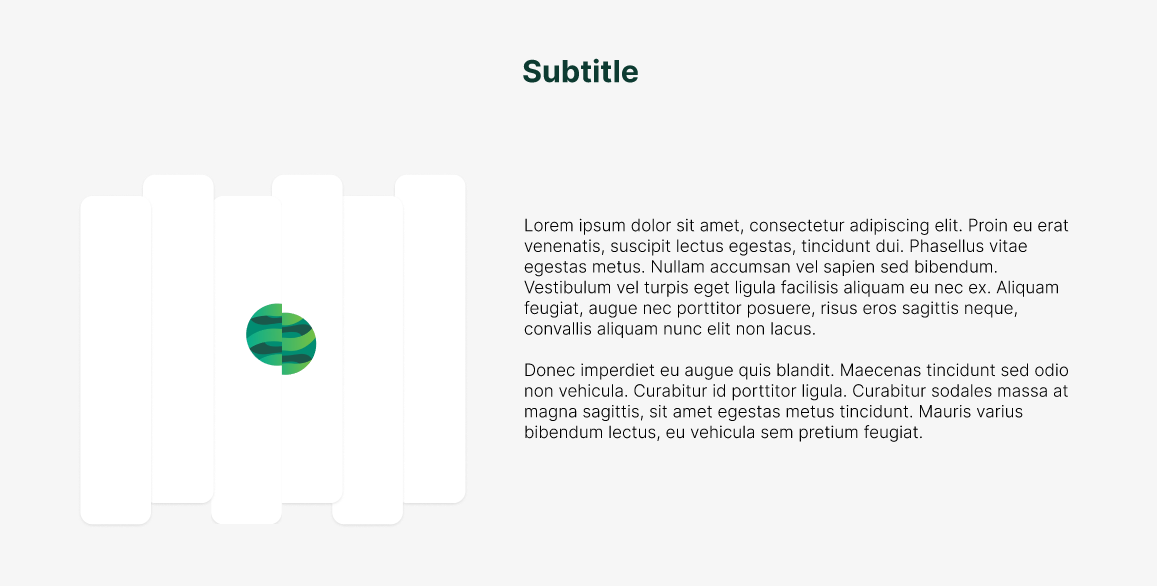 Subtitle
Lorem ipsum dolor sit amet, consectetur adipiscing elit. Proin eu erat
venenatis, suscipit lectus egestas, tincidunt dui. Phasellus vitae
egestas metus. Nullam accumsan vel sapien sed bibendum.
Vestibulum vel turpis eget ligula facilisis aliquam eu nec ex. Aliquam
feugiat, augue nec porttitor posuere, risus eros sagittis neque,
convallis aliquam nunc elit non lacus.
Donec imperdiet eu augue quis blandit. Maecenas tincidunt sed odio
non vehicula. Curabitur id porttitor ligula. Curabitur sodales massa at
magna sagittis, sit amet egestas metus tincidunt. Mauris varius
bibendum lectus, eu vehicula sem pretium feugiat.